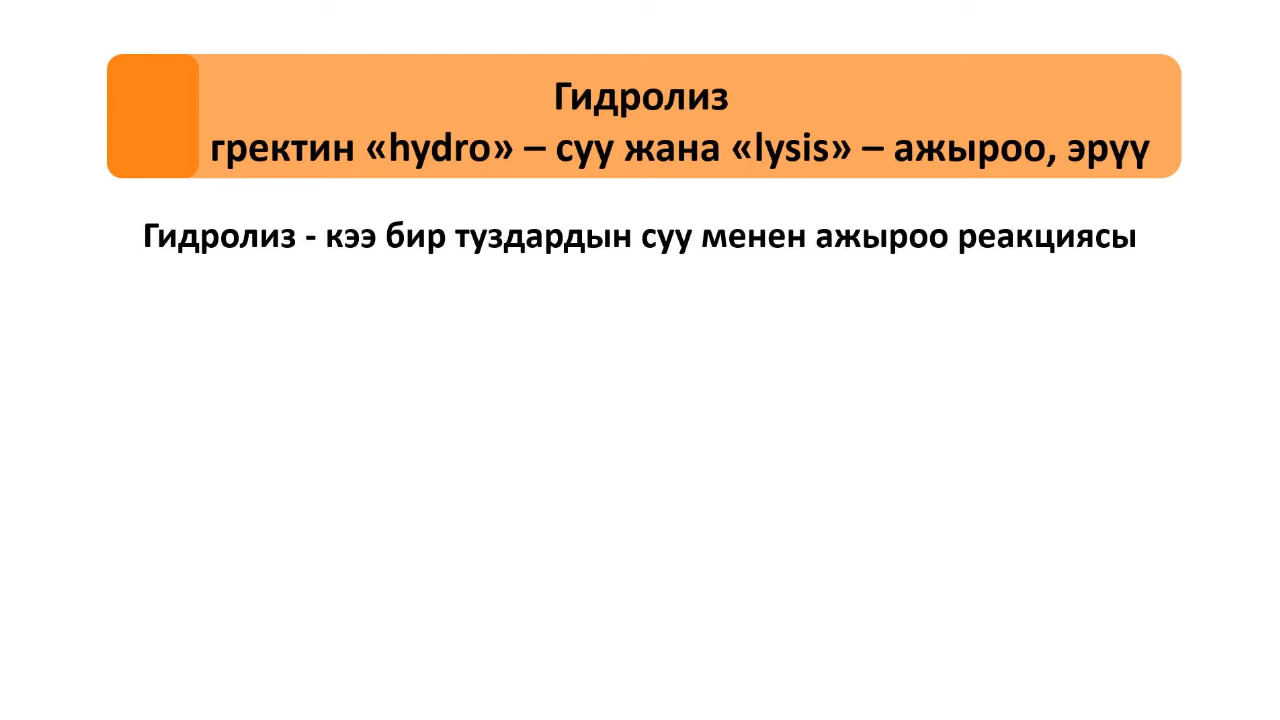 Гидролиз
гректин «hydro» – суу жана «lysis» – ажыроо, эрүү
Гидролиз - кээ бир туздардын суу менен ажыроо реакциясы